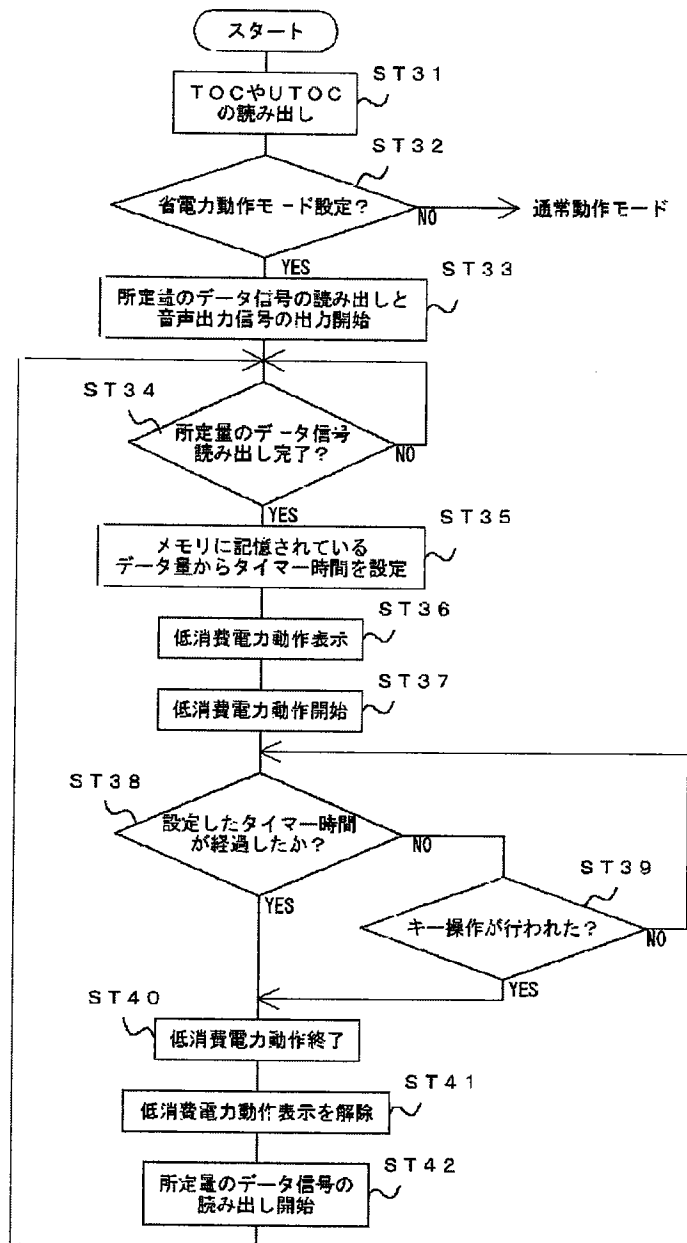 スタート
ST31
TOCやUTOC
の読み出し
ST32
省電力動作モード設定?
NO
通常動作モード
YES
ST33
所定量のデータ信号の読み出しと
音声出力信号の出力開始
ST34
所定量のデータ信号
読み出し完了?
NO
YES
ST35
メモリに記憶されている
データ量からタイマー時間を設定
ST36
低消費電力動作表示
ST37
低消費電力動作開始
ST38
設定したタイマー時間
が経過したか?
NO
ST39
YES
キー操作が行われた?
NO
YES
ST40
低消費電力動作終了
ST41
低消費電力動作表示を解除
ST42
所定量のデータ信号の
読み出し開始